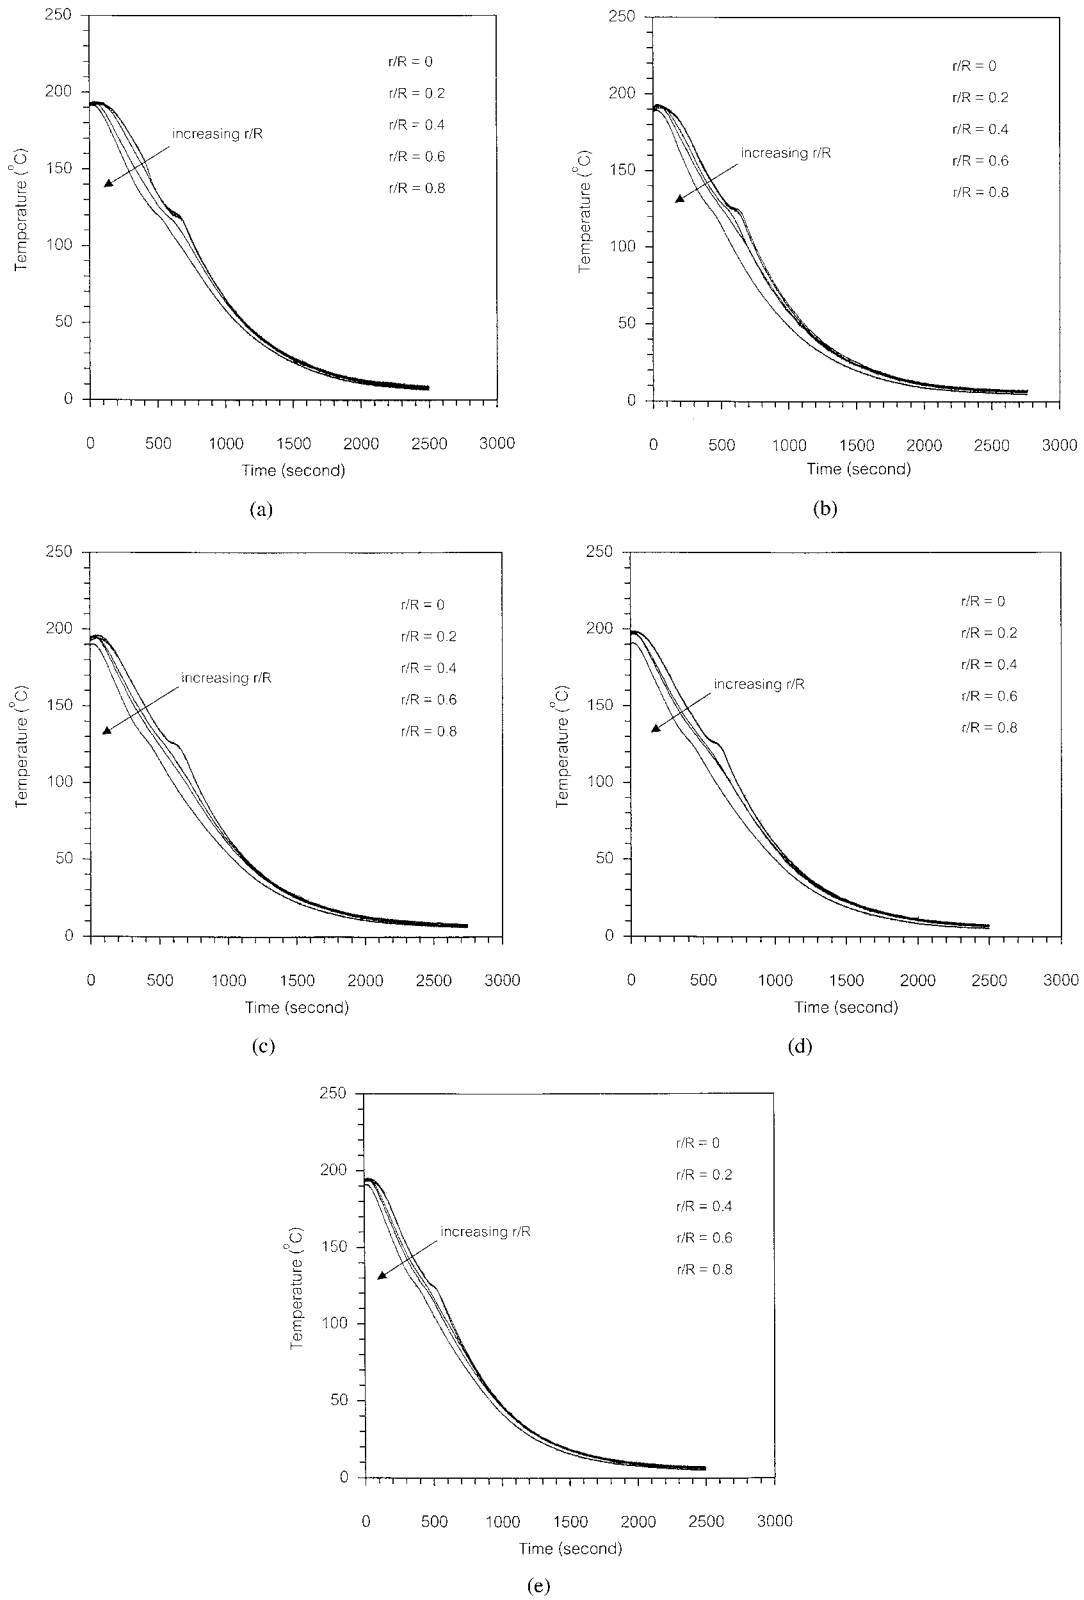 250
200
150
100
50
0
Temperature (°C)
r/R = 0
r/R = 0.2
r/R = 0.4
r/R = 0.6
r/R = 0.8
increasing r/R
0 500 1000 1500 2000 2500 3000
Time (second)
(a)
250
200
150
100
50
0
Temperature (°C)
r/R = 0
r/R = 0.2
r/R = 0.4
r/R = 0.6
r/R = 0.8
increasing r/R
0 500 1000 1500 2000 2500 3000
Time (second)
(b)
250
200
150
100
50
0
Temperature (°C)
r/R = 0
r/R = 0.2
r/R = 0.4
r/R = 0.6
r/R = 0.8
increasing r/R
0 500 1000 1500 2000 2500 3000
Time (second)
(c)
250
200
150
100
50
0
Temperature (°C)
r/R = 0
r/R = 0.2
r/R = 0.4
r/R = 0.6
r/R = 0.8
increasing r/R
0 500 1000 1500 2000 2500 3000
Time (second)
(d)
250
200
150
100
50
0
Temperature (°C)
r/R = 0
r/R = 0.2
r/R = 0.4
r/R = 0.6
r/R = 0.8
increasing r/R
0 500 1000 1500 2000 2500 3000
Time (second)
(e)